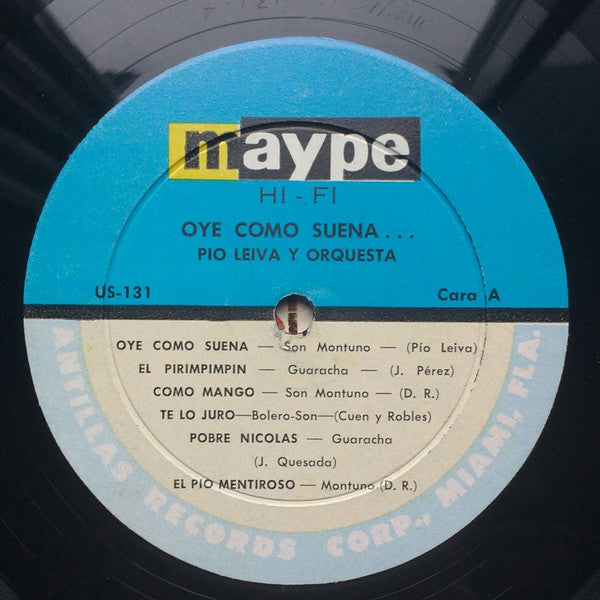 maype
HI - FI
OYE COMO SUENA...
PIO LEIVA Y ORQUESTA
US-131 Cara A
OYE COMO SUENA — Son Montuno — (Pío Leiva)
EL PIRIMPIMPIN — Guaracha — (J. Pérez)
COMO MANGO — Son Montuno — (D. R.)
TE LO JURO—Bolero-Son—(Cuen y Robles)
POBRE NICOLAS — Guaracha
(J. Quesada)
EL PIO MENTIROSO — Montuno (D. R.)
ANTILLAS RECORDS CORP., MIAMI, FLA.